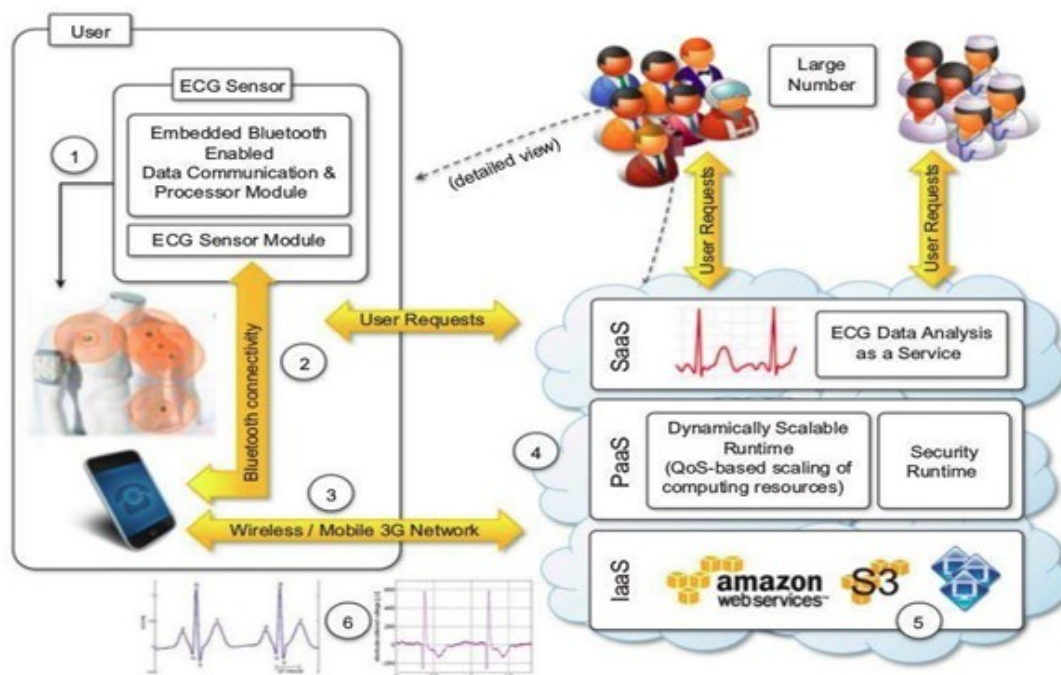 User
ECG Sensor
Embedded Bluetooth
Enabled
Data Communication &
Processor Module
ECG Sensor Module
1
Bluetooth connectivity
2
3
Wireless / Mobile 3G Network
User Requests
(detailed view)
Large
Number
User Requests
User Requests
SaaS
ECG Data Analysis
as a Service
4
PaaS
Dynamically Scalable
Runtime
(QoS-based scaling of
computing resources)
Security
Runtime
IaaS
amazon
webservices™
S3
5
6